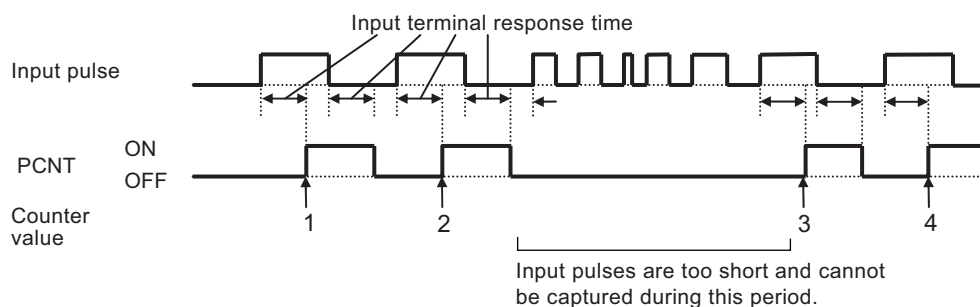 Input terminal response time
Input pulse
PCNT
ON
OFF
Counter
value
1
2
3
4
Input pulses are too short and cannot
be captured during this period.